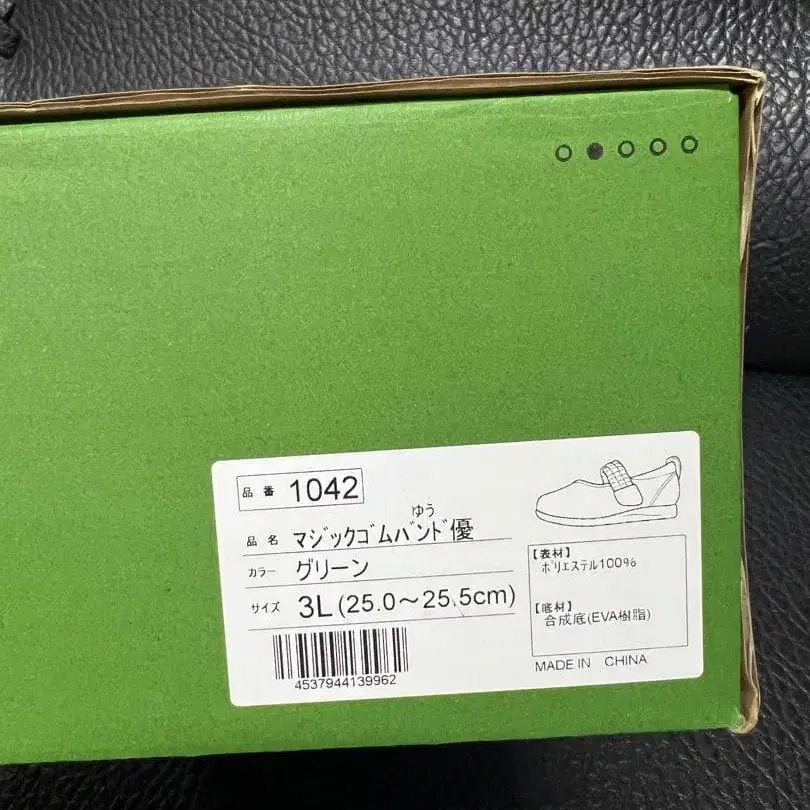 品番 1042
ゆう
品名 マジックゴムバンド優
カラー グリーン
サイズ 3L(25.0～25.5cm)
4537944139962
【表材】
ポリエステル100%
【底材】
合成底(EVA樹脂)
MADE IN CHINA